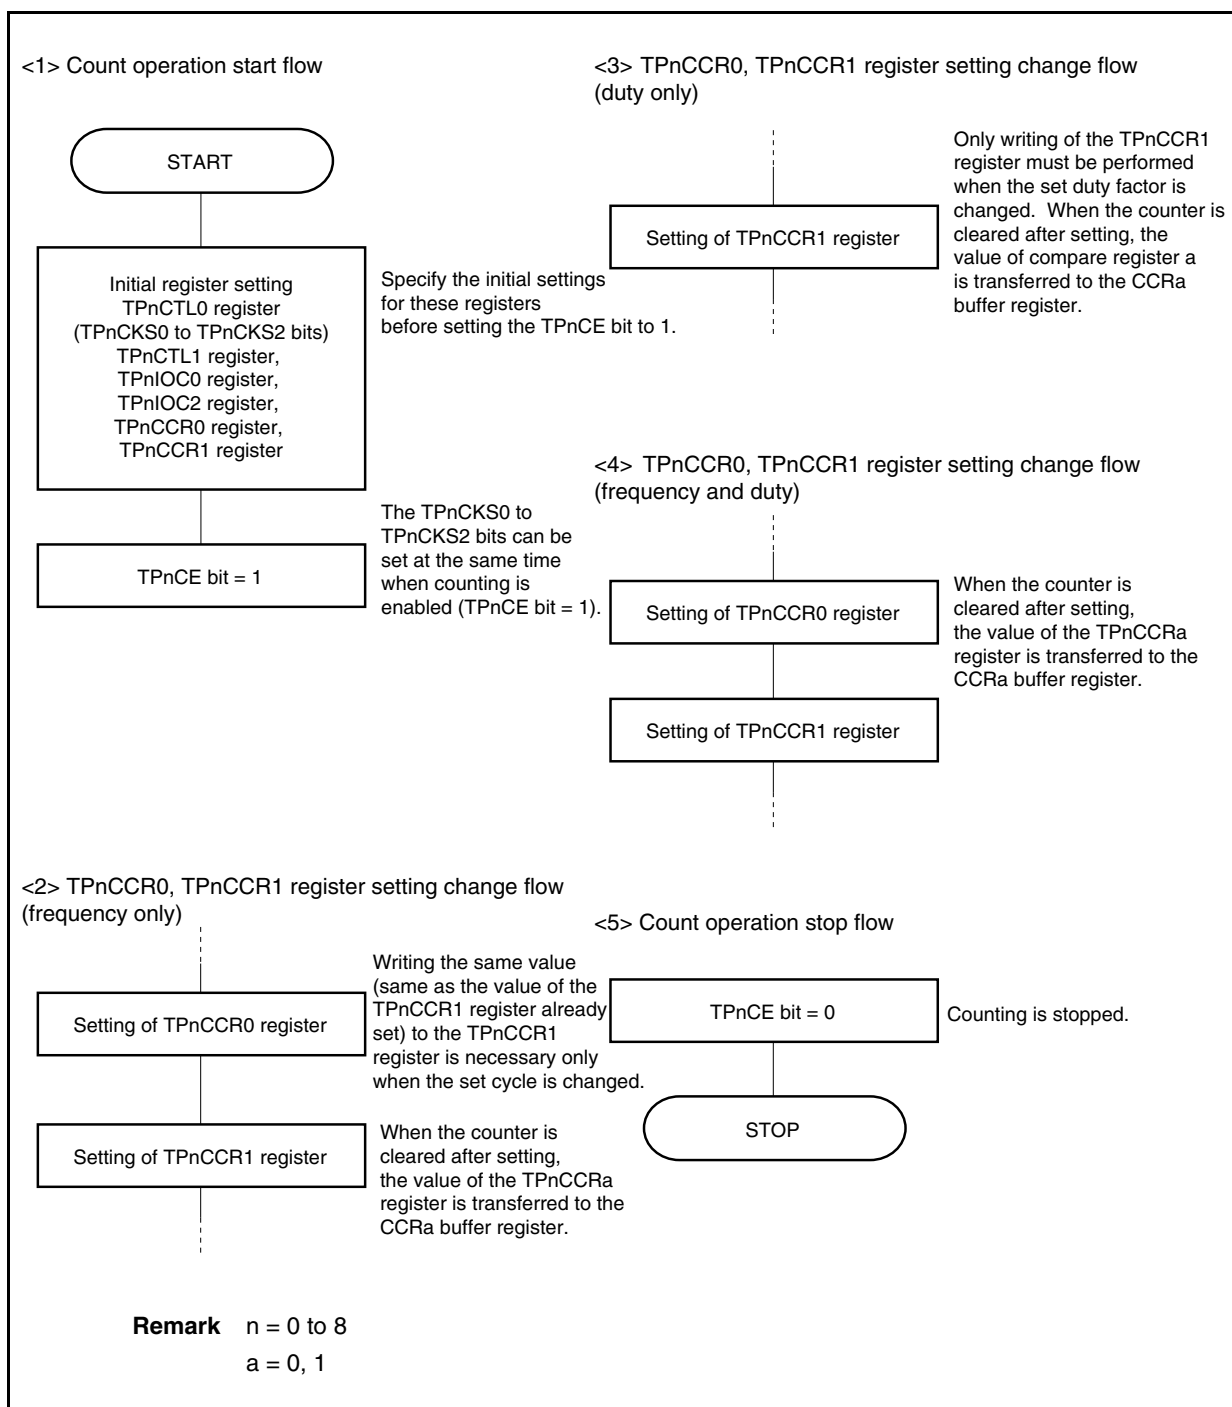 <1> Count operation start flow
START
Initial register setting
TPnCTL0 register
(TPnCKS0 to TPnCKS2 bits)
TPnCTL1 register,
TPnIOC0 register,
TPnIOC2 register,
TPnCCR0 register,
TPnCCR1 register
Specify the initial settings
for these registers
before setting the TPnCE bit to 1.
TPnCE bit = 1
The TPnCKS0 to
TPnCKS2 bits can be
set at the same time
when counting is
enabled (TPnCE bit = 1).
<2> TPnCCR0, TPnCCR1 register setting change flow
(frequency only)
Setting of TPnCCR0 register
Writing the same value
(same as the value of the
TPnCCR1 register already
set) to the TPnCCR1
register is necessary only
when the set cycle is changed.
Setting of TPnCCR1 register
When the counter is
cleared after setting,
the value of the TPnCCRa
register is transferred to the
CCRa buffer register.
<3> TPnCCR0, TPnCCR1 register setting change flow
(duty only)
Setting of TPnCCR1 register
Only writing of the TPnCCR1
register must be performed
when the set duty factor is
changed.  When the counter is
cleared after setting, the
value of compare register a
is transferred to the CCRa
buffer register.
<4> TPnCCR0, TPnCCR1 register setting change flow
(frequency and duty)
Setting of TPnCCR0 register
When the counter is
cleared after setting,
the value of the TPnCCRa
register is transferred to the
CCRa buffer register.
Setting of TPnCCR1 register
<5> Count operation stop flow
TPnCE bit = 0
Counting is stopped.
STOP
Remark n = 0 to 8
a = 0, 1